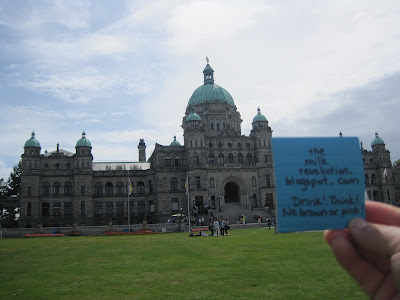 the
milk
revolution.
blogspot.com
Drink! Think!
No brown or pink